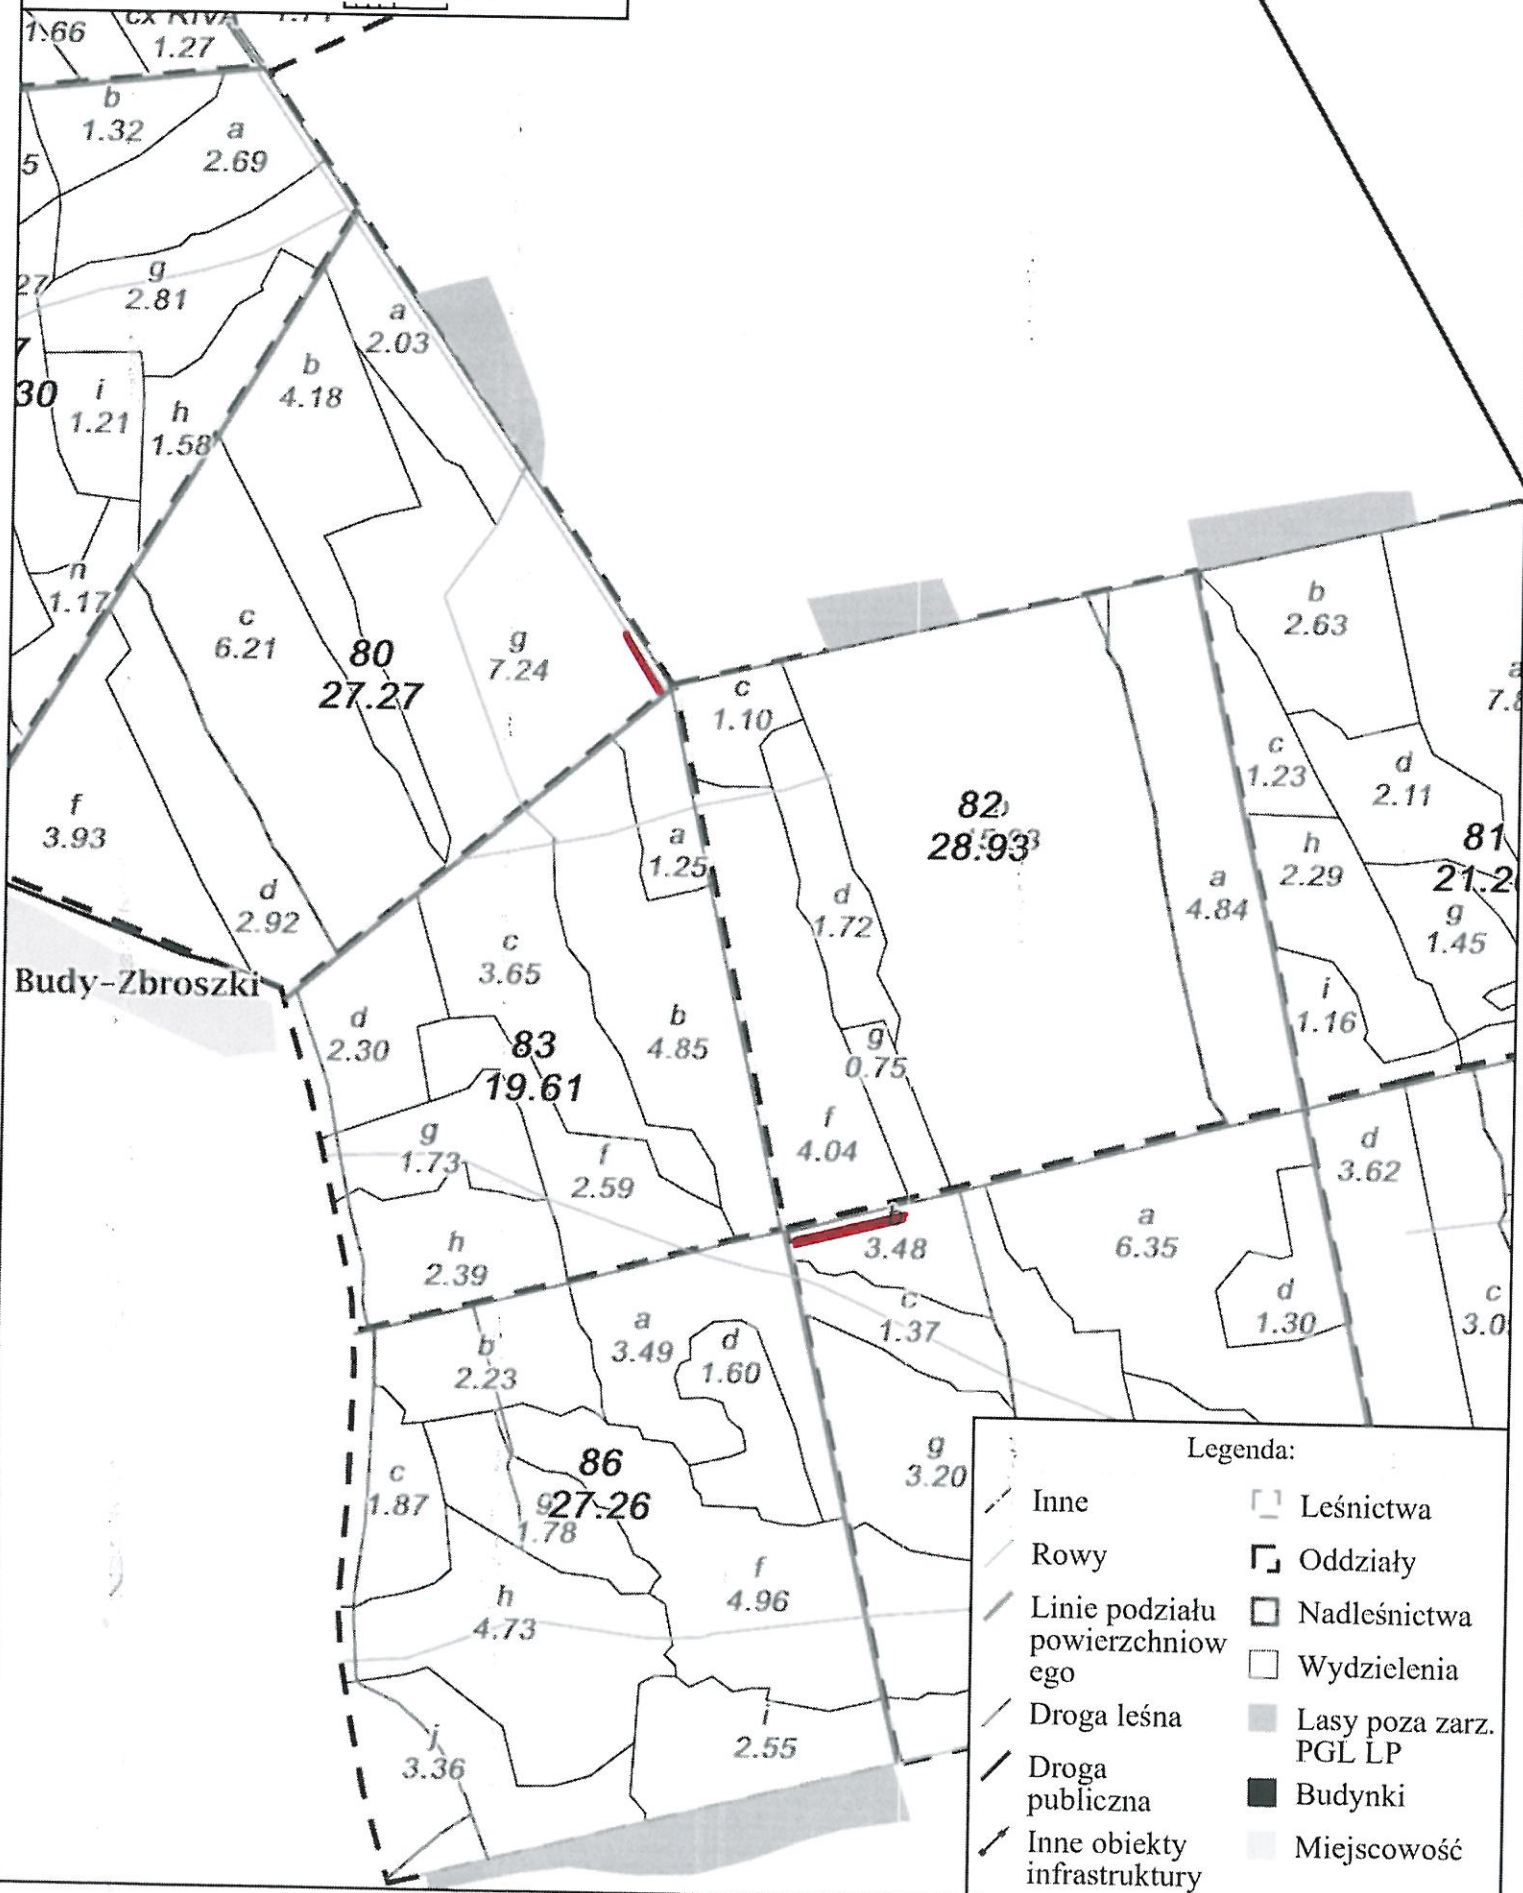 1.66
1.27
b
1.32
a
2.69
5
27
g
2.81
a
2.03
b
4.18
30
i
1.21
h
1.58
n
1.17
c
6.21
80
27.27
g
7.24
b
2.63
c
1.10
c
1.23
d
2.11
f
3.93
82
28.93
a
1.25
h
2.29
81
d
2.92
d
1.72
a
4.84
g
1.45
Budy-Zbroszki
c
3.65
d
2.30
83
19.61
b
4.85
g
0.75
i
1.16
g
1.73
f
2.59
f
4.04
d
3.62
h
2.39
b
3.48
a
6.35
c
1.37
d
1.30
c
b
2.23
a
3.49
d
1.60
c
1.87
86
27.26
g
1.78
g
3.20
h
4.73
f
4.96
j
3.36
i
2.55
Legenda:
Inne
Rowy
Linie podziału
powierzchniow
ego
Droga leśna
Droga
publiczna
Inne obiekty
infrastruktury
Leśnictwa
Oddziały
Nadleśnictwa
Wydzielenia
Lasy poza zarz.
PGL LP
Budynki
Miejscowość